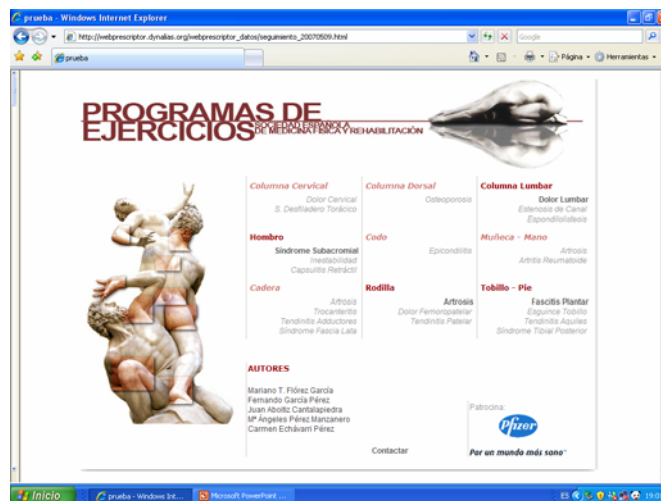 prueba - Windows Internet Explorer
http://webprescriptor.dynalias.org/webprescriptor_datos/seguimiento_20070509.html
Google
prueba
Página
Herramientas
PROGRAMAS DE
EJERCICIOS
SOCIEDAD ESPAÑOLA
DE MEDICINA FISICA Y REHABILITACIÓN
Columna Cervical
Dolor Cervical
S. Desfiladero Torácico
Columna Dorsal
Osteoporosis
Columna Lumbar
Dolor Lumbar
Estenosis de Canal
Espondilolistesis
Hombro
Síndrome Subacromial
Inestabilidad
Capsulitis Retráctil
Codo
Epicondilitis
Muñeca - Mano
Artrosis
Artritis Reumatoide
Cadera
Artrosis
Trocanteritis
Tendinitis Adductores
Síndrome Fascia Lata
Rodilla
Artrosis
Dolor Femoropatelar
Tendinitis Patelar
Tobillo - Pie
Fascitis Plantar
Esguince Tobillo
Tendinitis Aquiles
Síndrome Tibial Posterior
AUTORES
Mariano T. Flórez García
Fernando García Pérez
Juan Aboitiz Cantalapiedra
Mª Ángeles Pérez Manzanero
Carmen Echávarri Pérez
Contactar
Patrocina:
Pfizer
Por un mundo más sano
Inicio
prueba - Windows Int...
Microsoft PowerPoint ...
ES